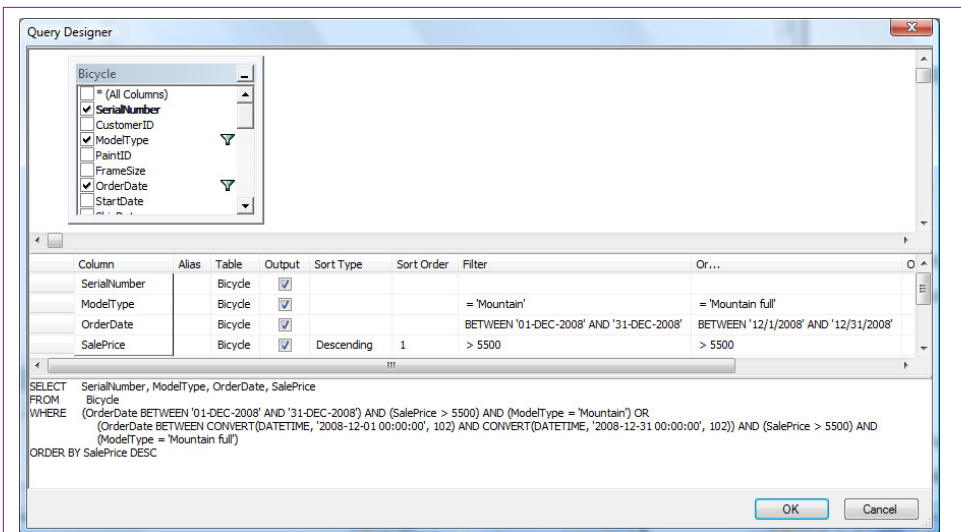 Query Designer
Bicycle
* (All Columns)
SerialNumber
CustomerID
ModelType
PaintID
FrameSize
OrderDate
StartDate
Column Alias Table Output Sort Type Sort Order Filter Or... O
SerialNumber Bicycle
ModelType Bicycle = 'Mountain' = 'Mountain full'
OrderDate Bicycle BETWEEN '01-DEC-2008' AND '31-DEC-2008' BETWEEN '12/1/2008' AND '12/31/2008'
SalePrice Bicycle Descending 1 > 5500 > 5500
SELECT SerialNumber, ModelType, OrderDate, SalePrice
FROM Bicycle
WHERE (OrderDate BETWEEN '01-DEC-2008' AND '31-DEC-2008') AND (SalePrice > 5500) AND (ModelType = 'Mountain') OR
(OrderDate BETWEEN CONVERT(DATETIME, '2008-12-01 00:00:00', 102) AND CONVERT(DATETIME, '2008-12-31 00:00:00', 102)) AND (SalePrice > 5500) AND
(ModelType = 'Mountain full')
ORDER BY SalePrice DESC
OK Cancel